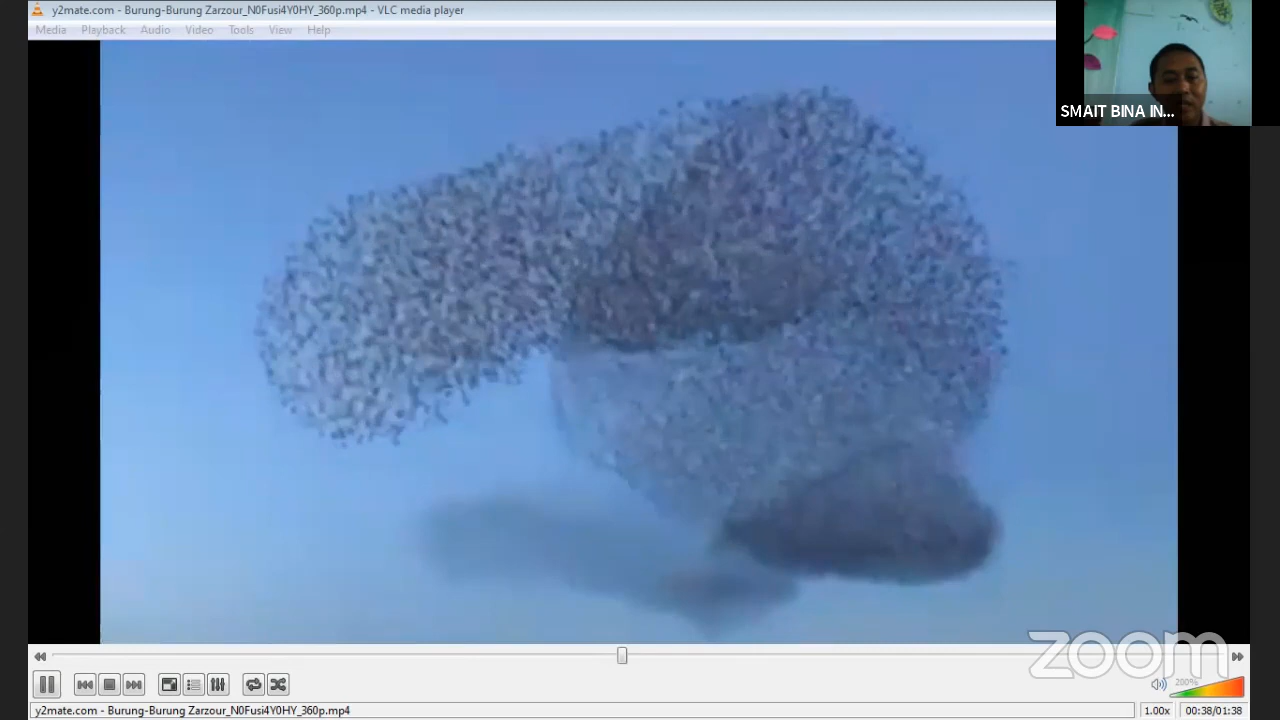 y2mate.com - Burung-Burung Zarzour_N0Fusi4Y0HY_360p.mp4 - VLC media player
Media Playback Audio Video Tools View Help
SMAIT BINA IN...
zoom
200%
y2mate.com - Burung-Burung Zarzour_N0Fusi4Y0HY_360p.mp4
1.00x
00:38/01:38